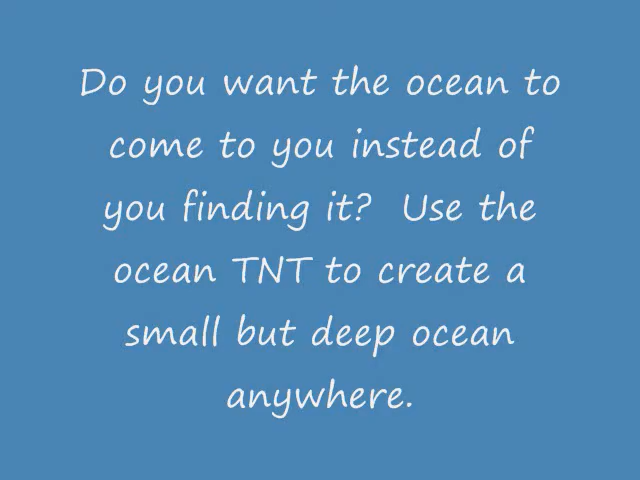 Do you want the ocean to
come to you instead of
you finding it?  Use the
ocean TNT to create a
small but deep ocean
anywhere.